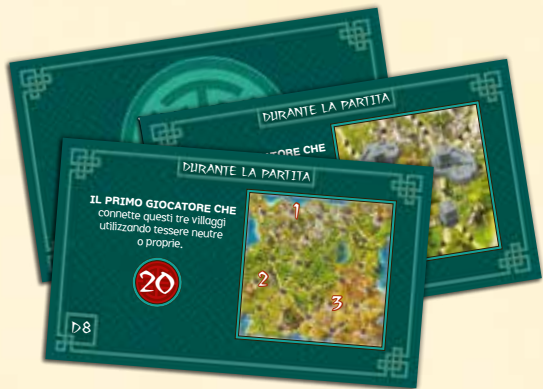 DURANTE LA PARTITA
CHE
DURANTE LA PARTITA
IL PRIMO GIOCATORE CHE
connette questi tre villaggi
utilizzando tessere neutre
o proprie.
20
1
2
3
D8